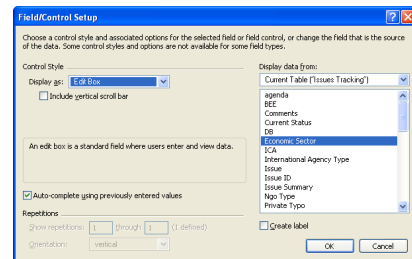 Field/Control Setup
Choose a control style and associated options for the selected field or field control, or change the field that is the source
of the data. Some control styles and options are not available for some field types.
Control Style
Display as: Edit Box
Include vertical scroll bar
An edit box is a standard field where users enter and view data.
Auto-complete using previously entered values
Repetitions
Show repetitions: 1 through 1 (1 defined)
Orientation: vertical
Display data from:
Current Table ("Issues Tracking")
agenda
BEE
Comments
Current Status
DB
Economic Sector
ICA
International Agency Type
Issue
Issue ID
Issue Summary
Ngo Type
Private Typo
Create label
OK Cancel